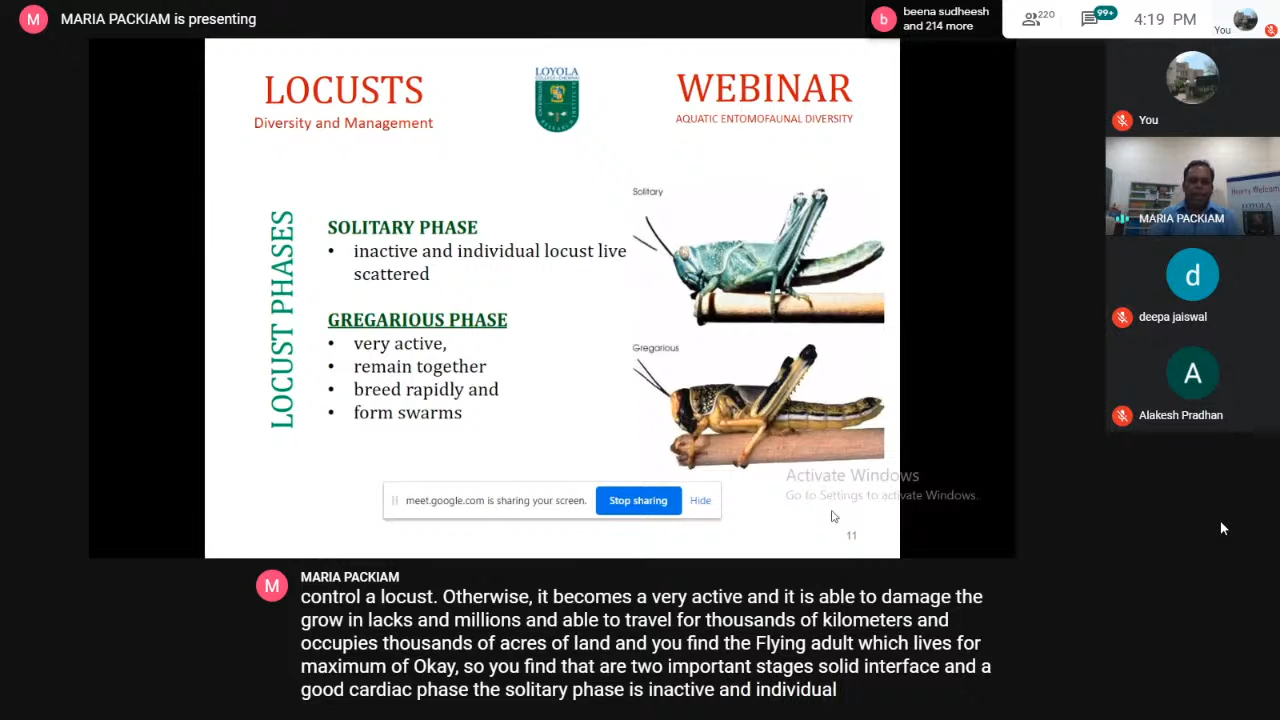 M MARIA PACKIAM is presenting
b beena sudheesh and 214 more
220
99+
4:19 PM
You
LOCUSTS
Diversity and Management
LOYOLA
WEBINAR
AQUATIC ENTOMOFAUNAL DIVERSITY
LOCUST PHASES
SOLITARY PHASE
• inactive and individual locust live
scattered
GREGARIOUS PHASE
• very active,
• remain together
• breed rapidly and
• form swarms
Solitary
Gregarious
Activate Windows
Go to Settings to activate Windows.
meet.google.com is sharing your screen.
Stop sharing
Hide
11
You
Hearty Welcome
LOYOLA
MARIA PACKIAM
d
deepa jaiswal
A
Alakesh Pradhan
M
MARIA PACKIAM
control a locust. Otherwise, it becomes a very active and it is able to damage the
grow in lacks and millions and able to travel for thousands of kilometers and
occupies thousands of acres of land and you find the Flying adult which lives for
maximum of Okay, so you find that are two important stages solid interface and a
good cardiac phase the solitary phase is inactive and individual